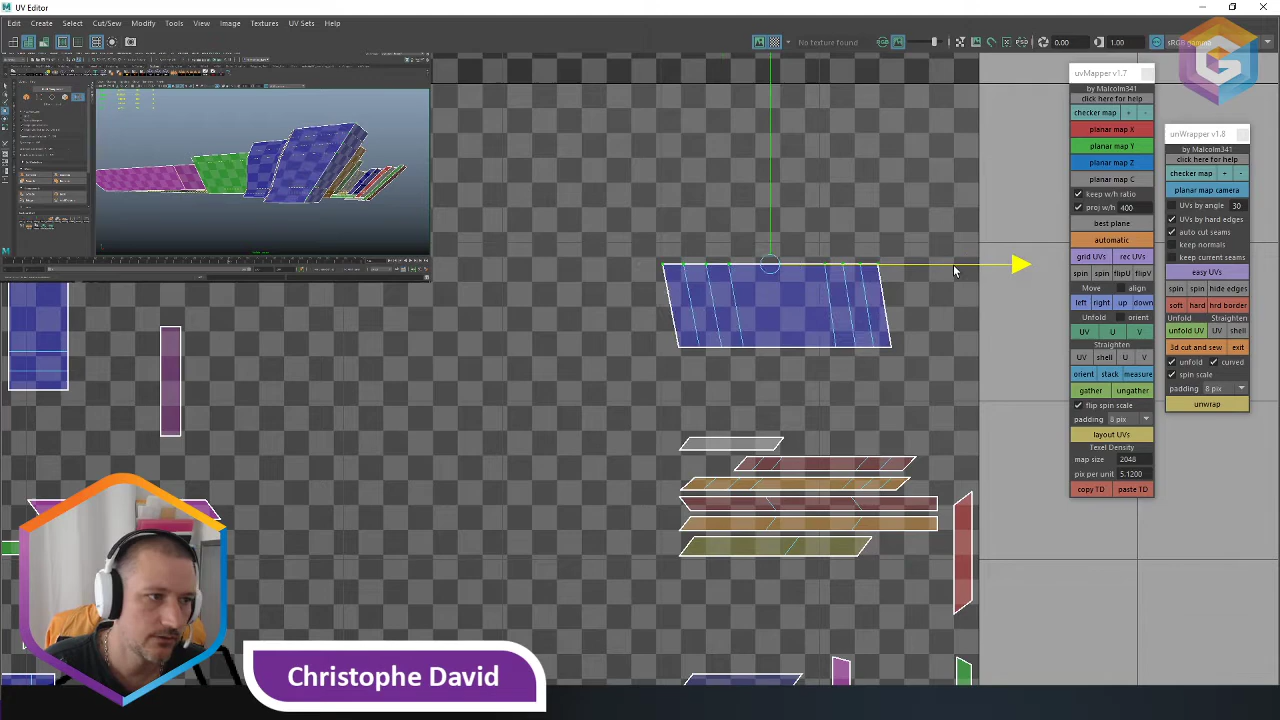 UV Editor
Edit Create Select Cut/Sew Modify Tools View Image Textures UV Sets Help
No texture found 0.00 1.00 sRGB gamma
uvMapper v1.7
by Malcolm341
click here for help
checker map + -
planar map X
planar map Y
planar map Z
planar map C
keep w/h ratio
proj w/h 400
best plane
automatic
grid UVs rec UVs
spin spin flipU flipV
Move align
left right up down
Unfold orient
UV U V
Straighten
UV shell U V
orient stack measure
gather ungather
flip spin scale
padding 8 pix
layout UVs
Texel Density
map size 2048
pix per unit 5.1200
copy TD paste TD
unWrapper v1.8
by Malcolm341
click here for help
checker map + -
planar map camera
UVs by angle 30
UVs by hard edges
auto cut seams
keep normals
keep current seams
easy UVs
spin spin hide edges
soft hard hrd border
Unfold Straighten
unfold UV UV shell
3d cut and sew exit
unfold curved
spin scale
padding 8 pix
unwrap
G
Christophe David